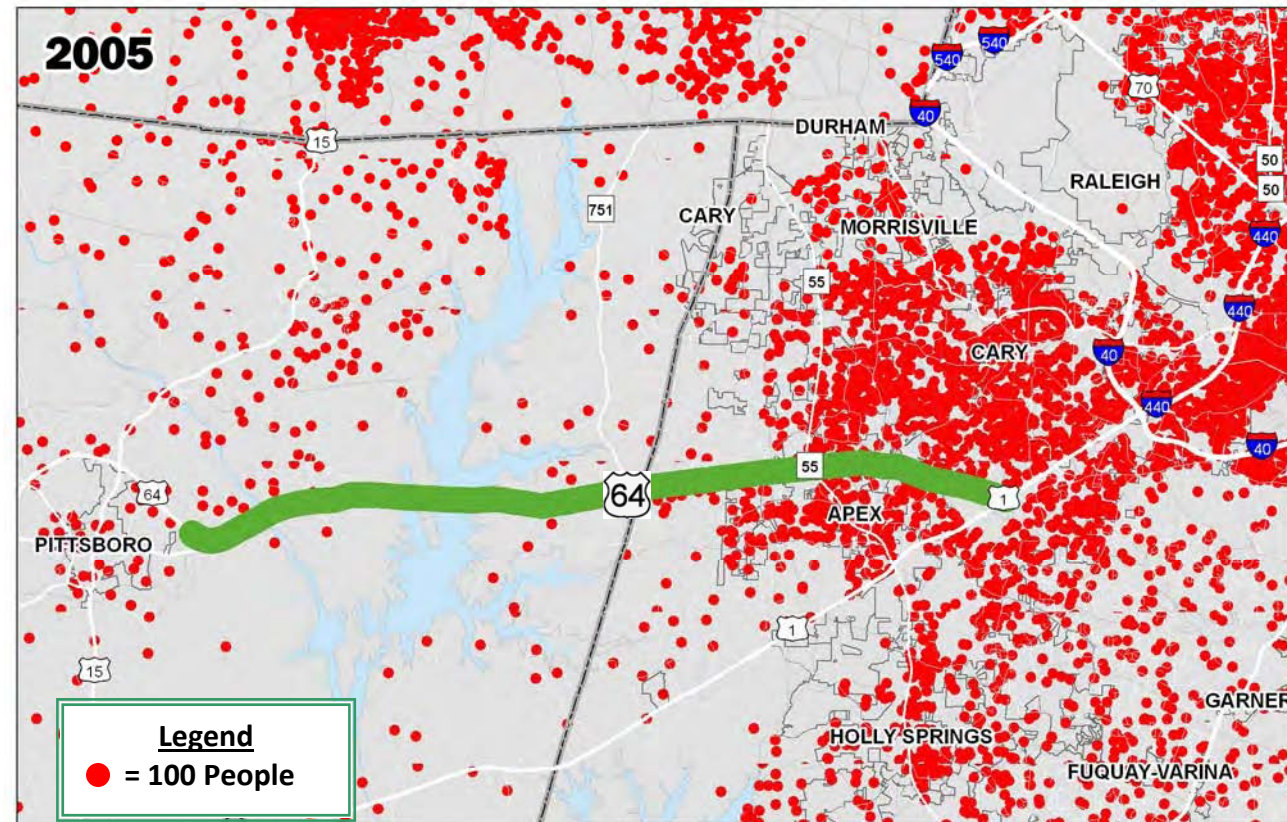 2005
540
540
70
40
DURHAM
15
50
50
RALEIGH
751
CARY
MORRISVILLE
440
55
440
CARY
40
440
40
55
64
64
1
APEX
PITTSBORO
1
15
GARNER
HOLLY SPRINGS
FUQUAY-VARINA
Legend
= 100 People